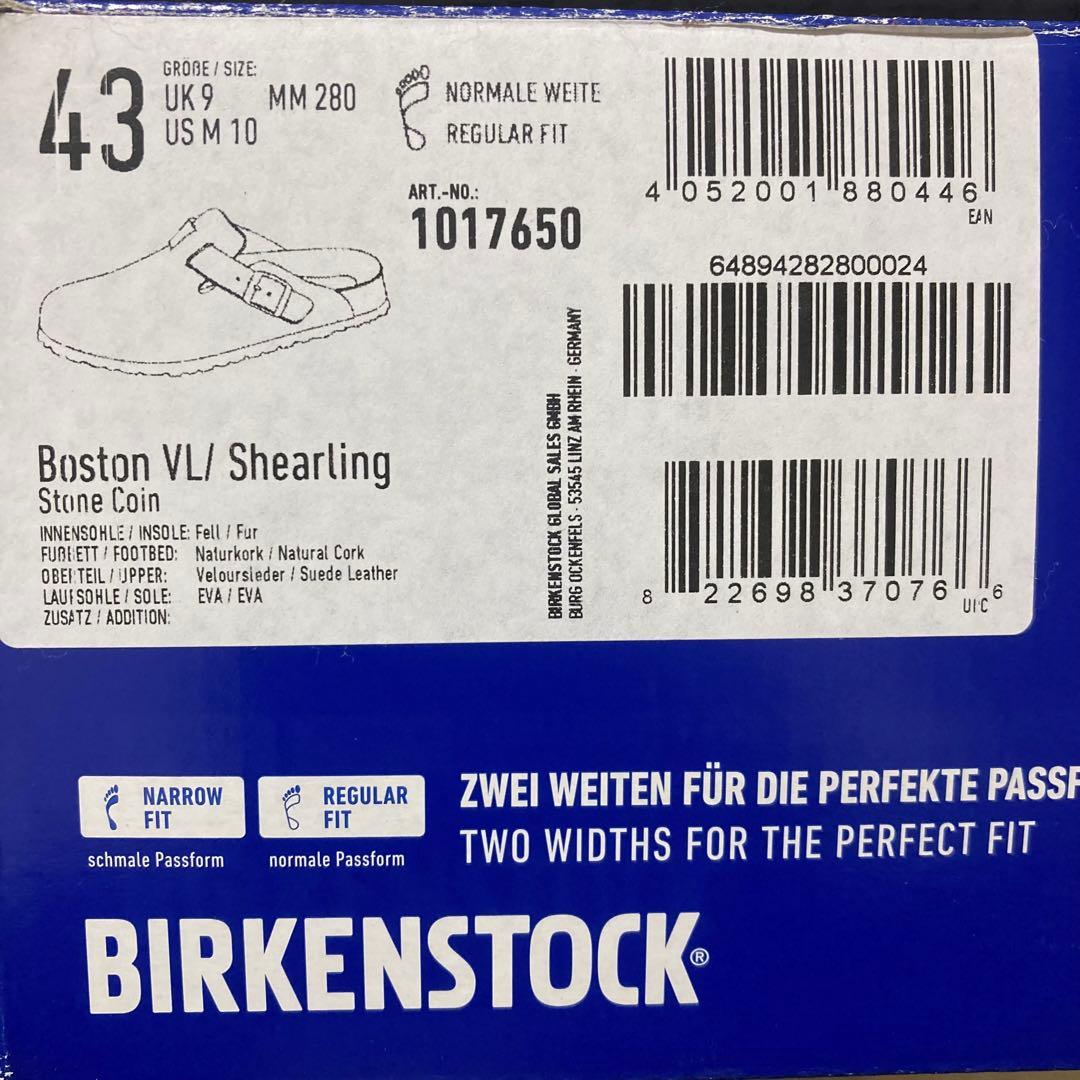 43
GRÖßE / SIZE:
UK 9 MM 280
US M 10
NORMALE WEITE
REGULAR FIT
ART.-NO.:
1017650
4 052001 880446
EAN
64894282800024
Boston VL/ Shearling
Stone Coin
INNENSOHLE / INSOLE: Fell / Fur
FUßBETT / FOOTBED: Naturkork / Natural Cork
OBERTEIL / UPPER: Veloursleder / Suede Leather
LAUFSOHLE / SOLE: EVA / EVA
ZUSATZ / ADDITION:
BIRKENSTOCK GLOBAL SALES GMBH
BURG OCKENFELS · 53545 LINZ AM RHEIN · GERMANY
8 22698 37076 6
UPC
NARROW FIT
schmale Passform
REGULAR FIT
normale Passform
ZWEI WEITEN FÜR DIE PERFEKTE PASSF
TWO WIDTHS FOR THE PERFECT FIT
BIRKENSTOCK®